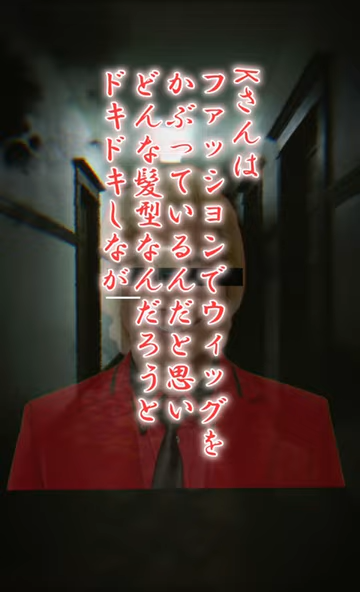 Kさんは
ファッションでウィッグを
かぶっているんだと思い
どんな髪型なんだろうと
ドキドキしなが